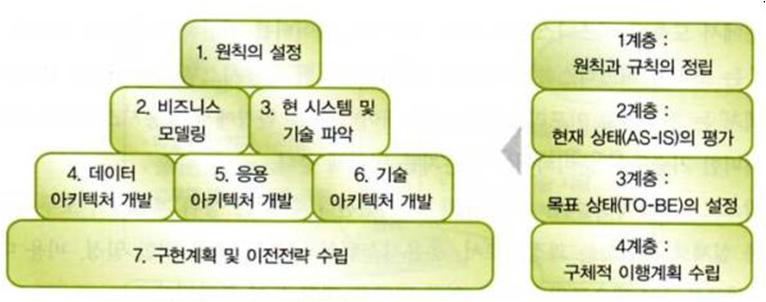 1. 원칙의 설정
2. 비즈니스
모델링
3. 현 시스템 및
기술 파악
4. 데이터
아키텍처 개발
5. 응용
아키텍처 개발
6. 기술
아키텍처 개발
7. 구현계획 및 이전전략 수립
1계층 :
원칙과 규칙의 정립
2계층 :
현재 상태(AS-IS)의 평가
3계층 :
목표 상태(TO-BE)의 설정
4계층 :
구체적 이행계획 수립